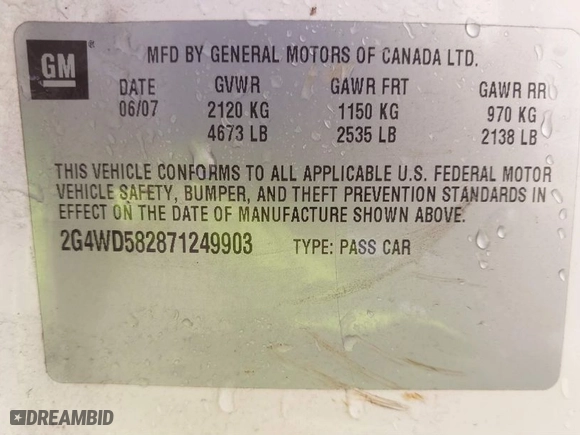 GM
MFD BY GENERAL MOTORS OF CANADA LTD.
DATE GVWR GAWR FRT GAWR RR
06/07 2120 KG 1150 KG 970 KG
4673 LB 2535 LB 2138 LB
THIS VEHICLE CONFORMS TO ALL APPLICABLE U.S. FEDERAL MOTOR
VEHICLE SAFETY, BUMPER, AND THEFT PREVENTION STANDARDS IN
EFFECT ON THE DATE OF MANUFACTURE SHOWN ABOVE.
2G4WD582871249903 TYPE: PASS CAR
DREAMBID